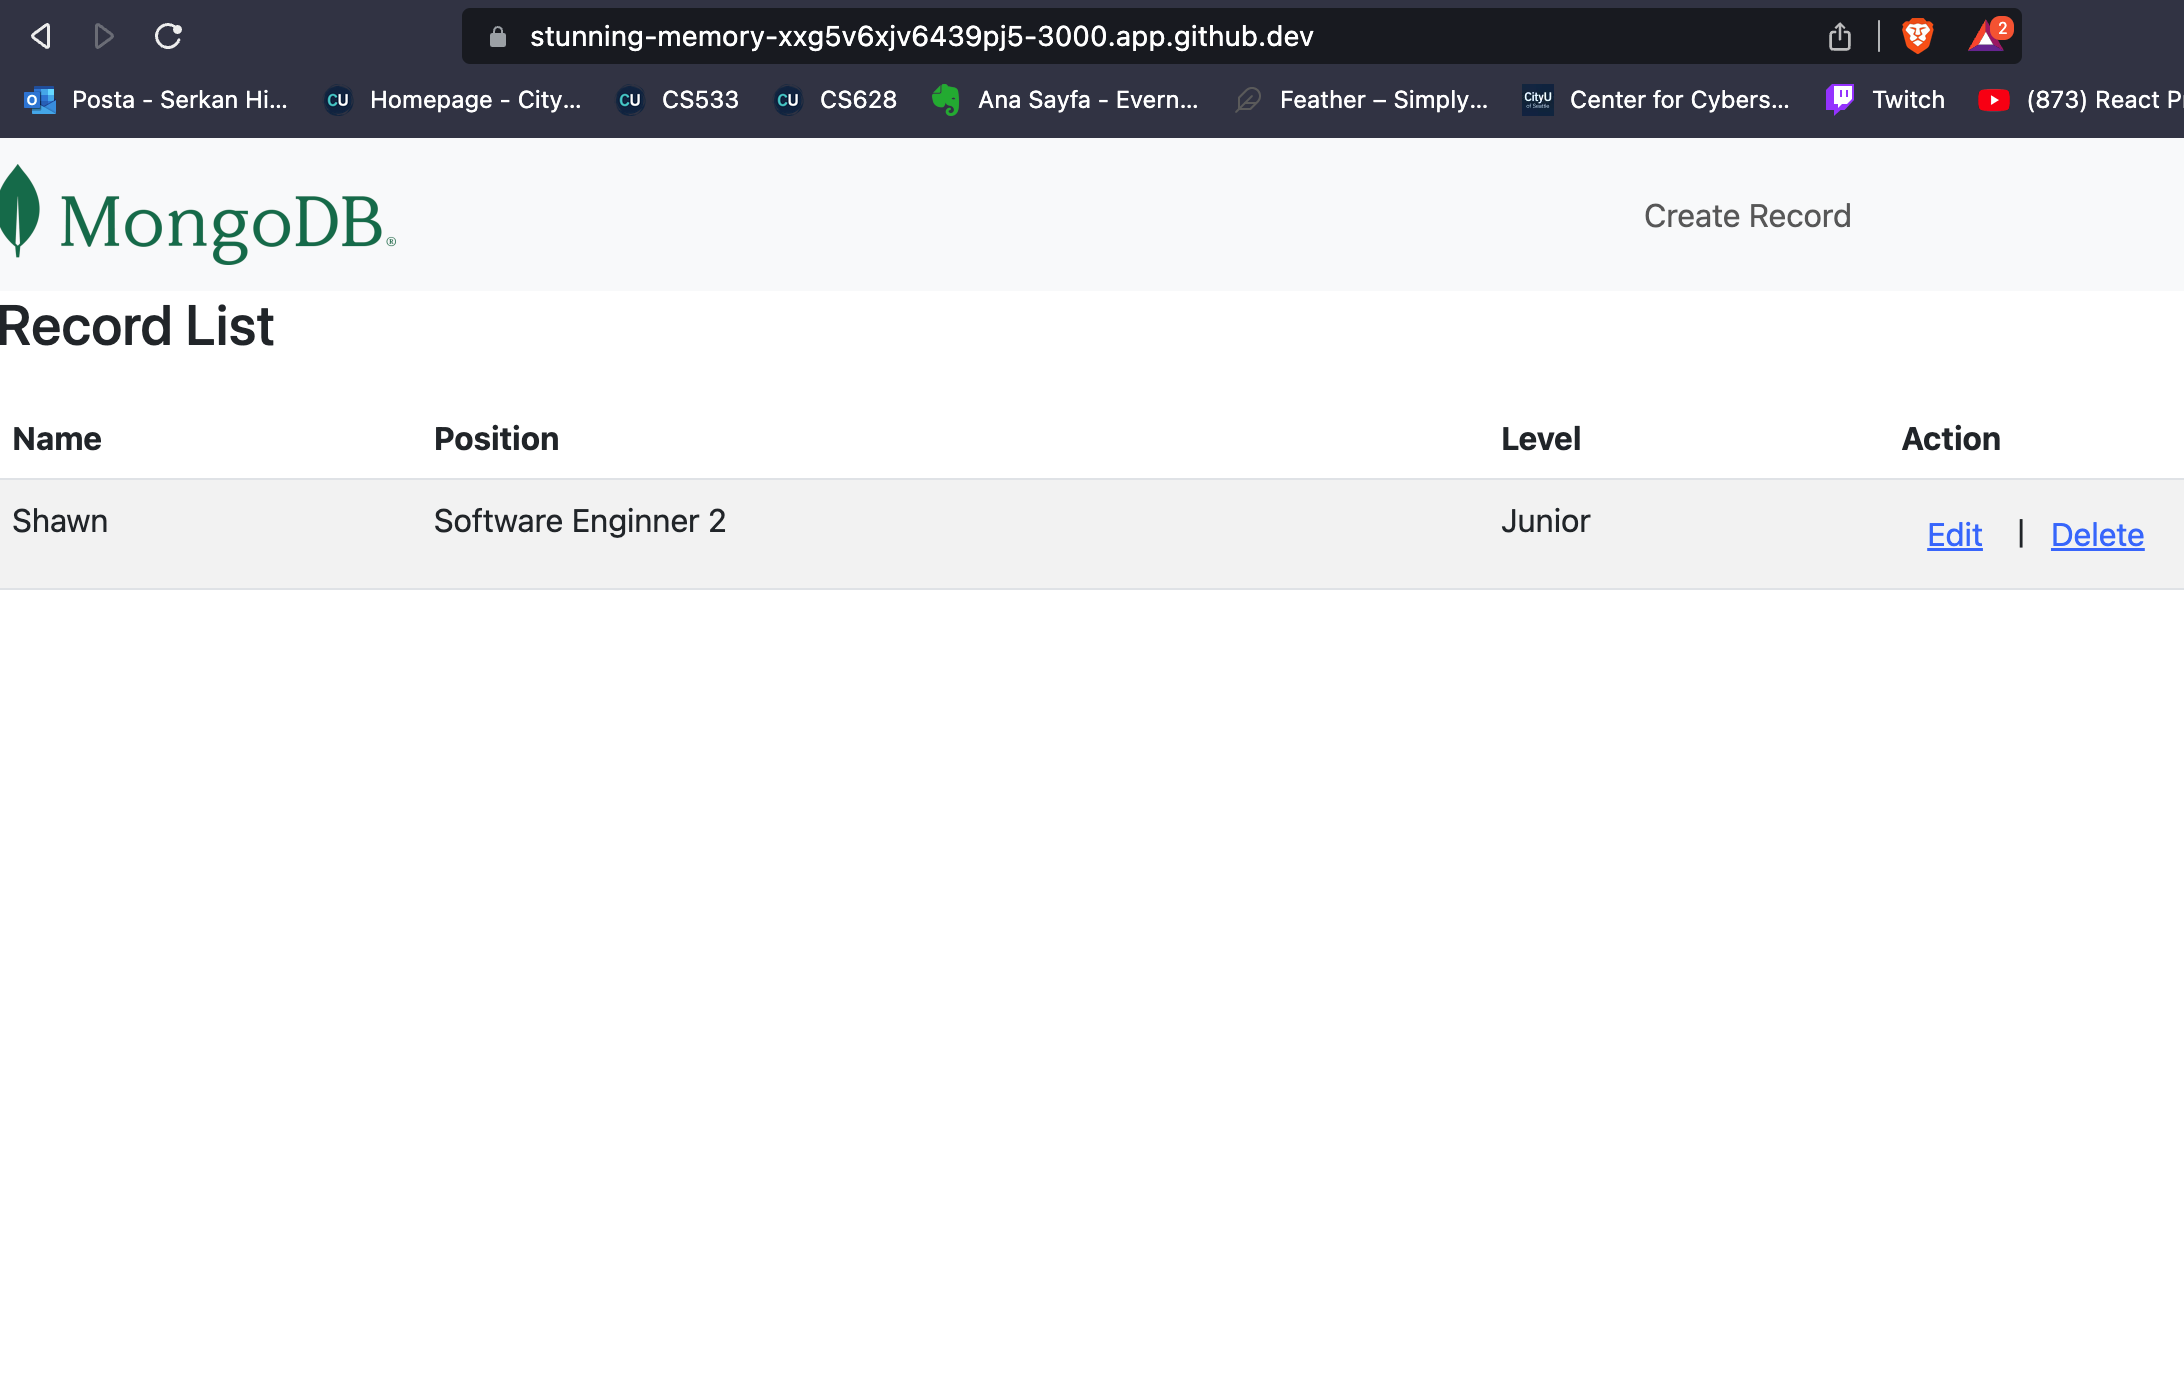 stunning-memory-xxg5v6xjv6439pj5-3000.app.github.dev
2
Posta - Serkan Hi... CU Homepage - City... CU CS533 CU CS628 Ana Sayfa - Evern... Feather – Simply... CityU of Seattle Center for Cybers... Twitch (873) React P
MongoDB®
Create Record
Record List
Name Position Level Action
Shawn Software Enginner 2 Junior Edit | Delete